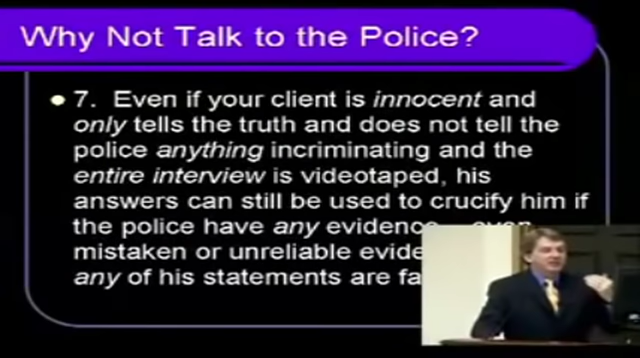 Why Not Talk to the Police?
7. Even if your client is innocent and
only tells the truth and does not tell the
police anything incriminating and the
entire interview is videotaped, his
answers can still be used to crucify him if
the police have any evidence
mistaken or unreliable
any of his statements are